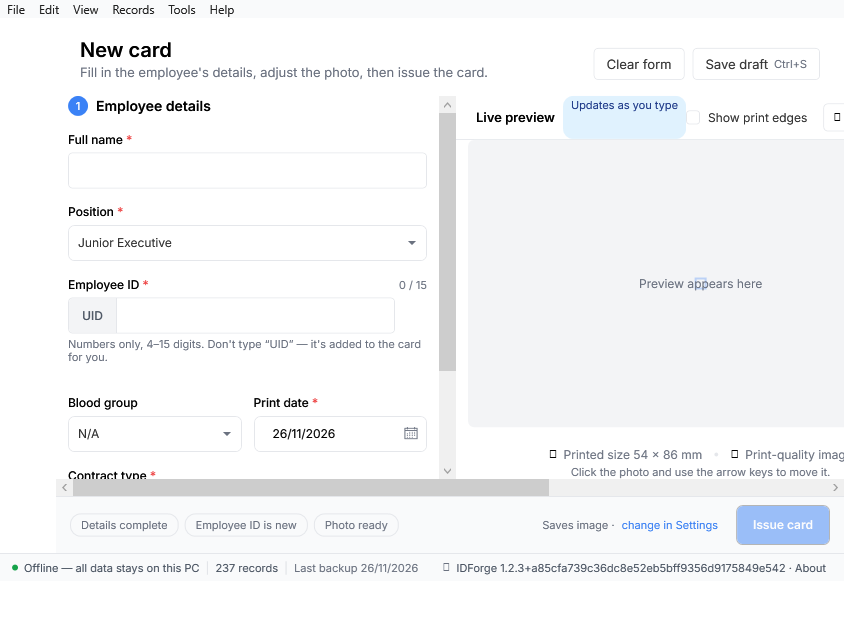 File Edit View Records Tools Help
New card
Fill in the employee's details, adjust the photo, then issue the card.
Clear form
Save draft Ctrl+S
1 Employee details
Full name *
Position *
Junior Executive
Employee ID *
0 / 15
UID
Numbers only, 4–15 digits. Don't type “UID” — it's added to the card
for you.
Blood group
Print date *
N/A
26/11/2026
Contract type *
Live preview
Updates as you type
Show print edges
Preview appears here
Printed size 54 × 86 mm • Print-quality imag
Click the photo and use the arrow keys to move it.
Details complete
Employee ID is new
Photo ready
Saves image · change in Settings
Issue card
Offline — all data stays on this PC
237 records
Last backup 26/11/2026
IDForge 1.2.3+a85cfa739c36dc8e52eb5bff9356d9175849e542 · About